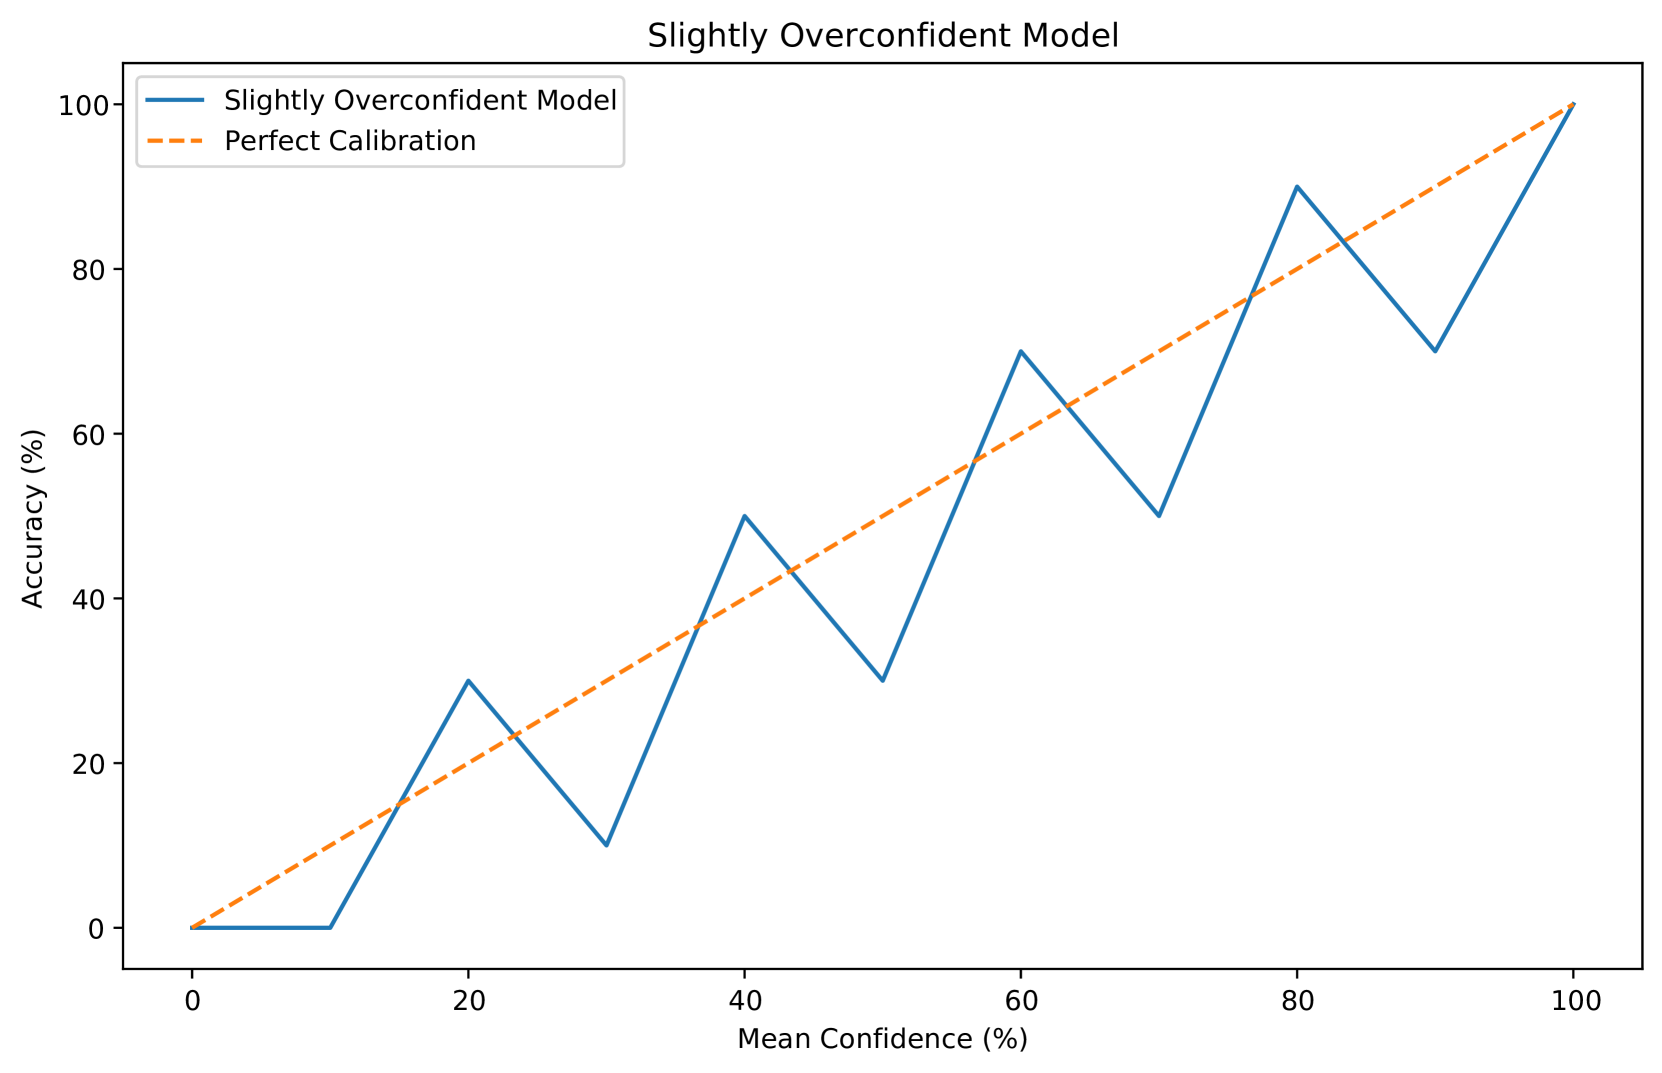 Slightly Overconfident Model
Slightly Overconfident Model
Perfect Calibration
100
80
60
40
20
0
Accuracy (%)
0 20 40 60 80 100
Mean Confidence (%)